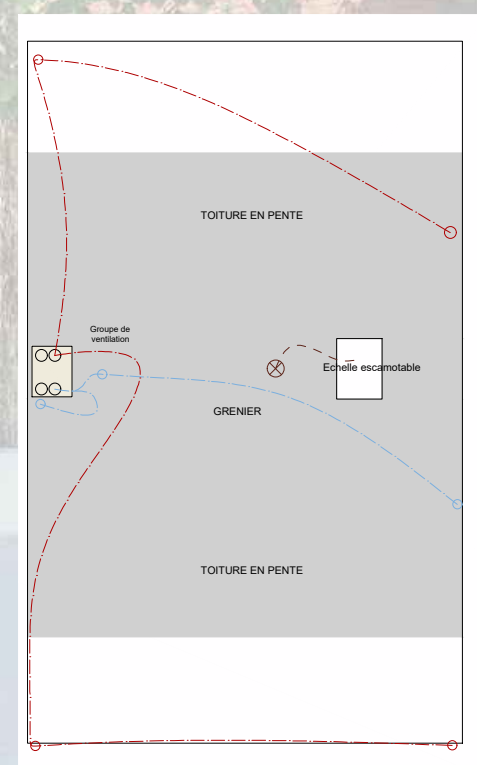 TOITURE EN PENTE
Groupe de
ventilation
Echelle escamotable
GRENIER
TOITURE EN PENTE